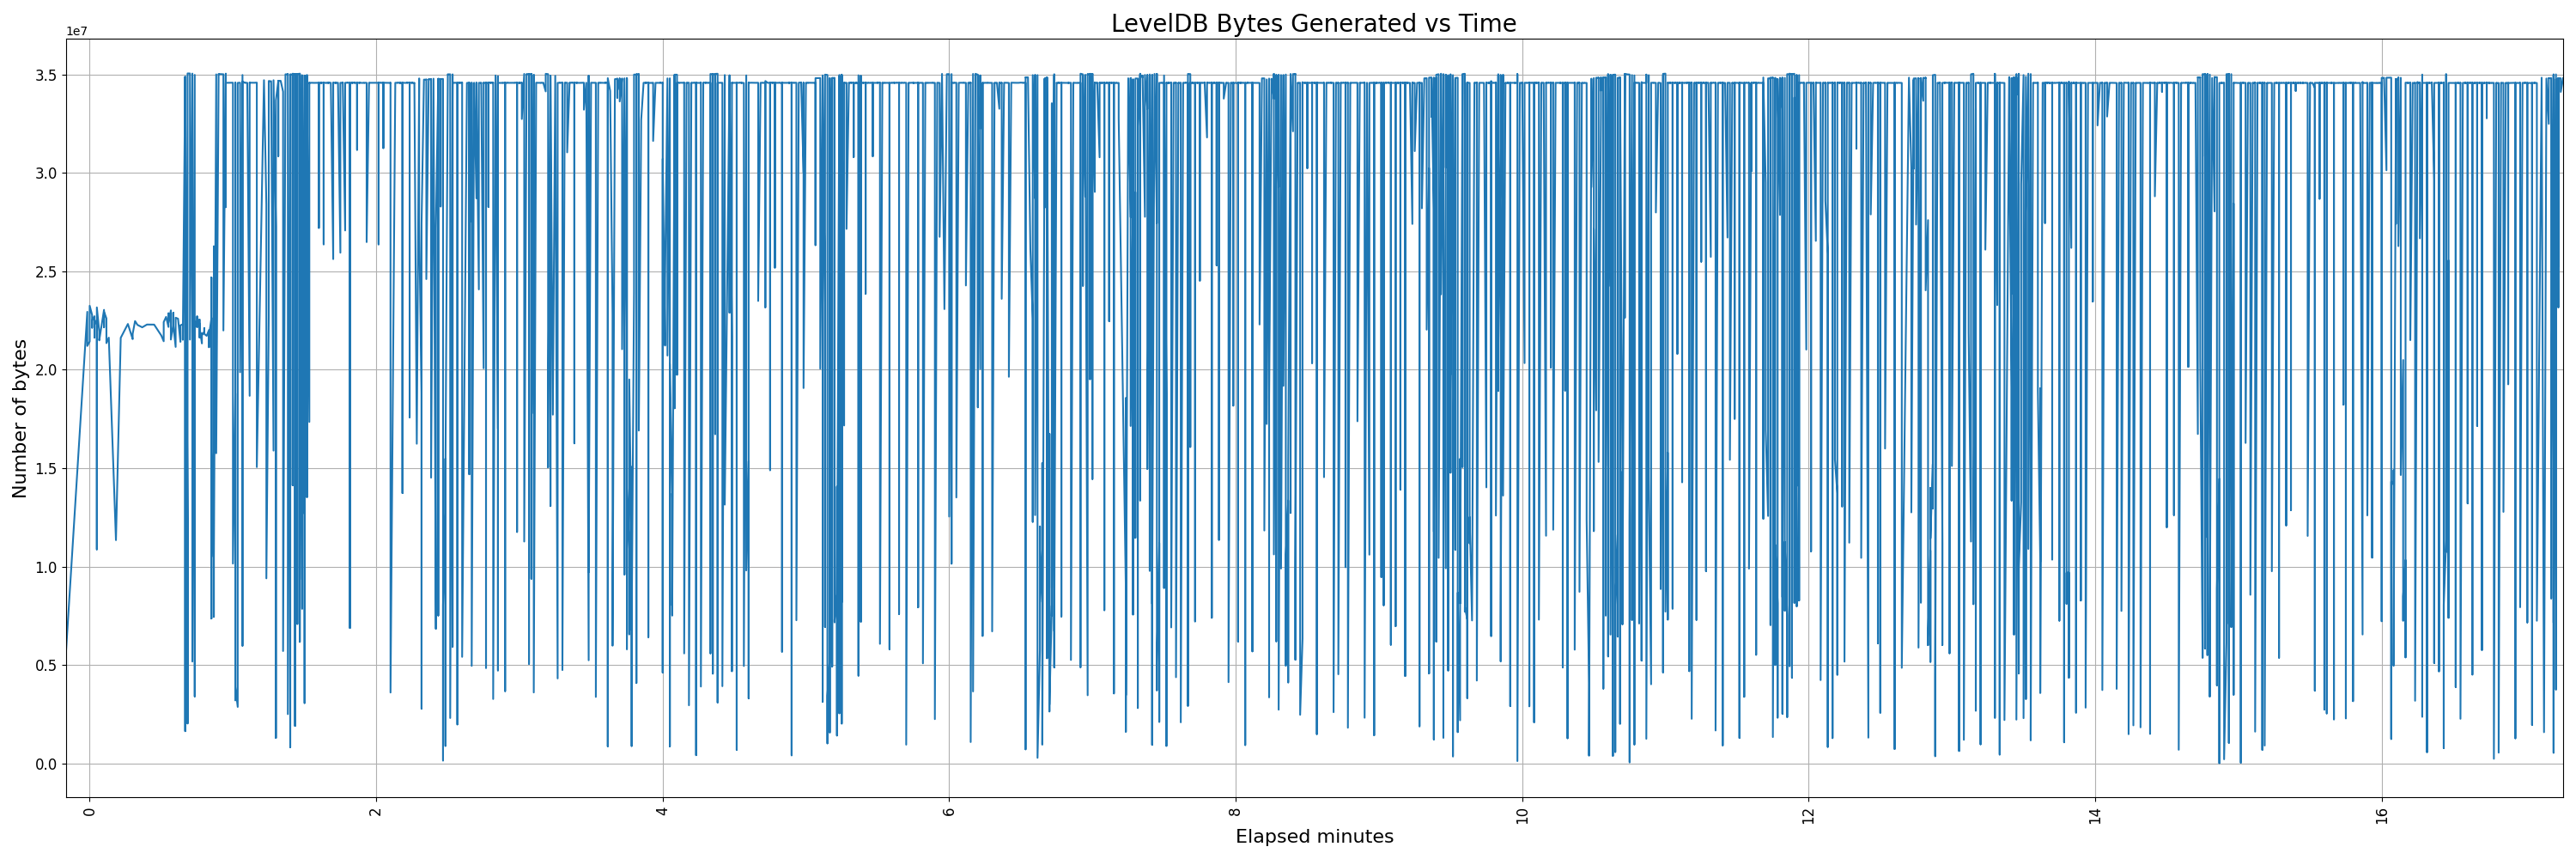 LevelDB Bytes Generated vs Time
1e7
3.5
3.0
2.5
2.0
1.5
1.0
0.5
0.0
Number of bytes
0 2 4 6 8 10 12 14 16
Elapsed minutes